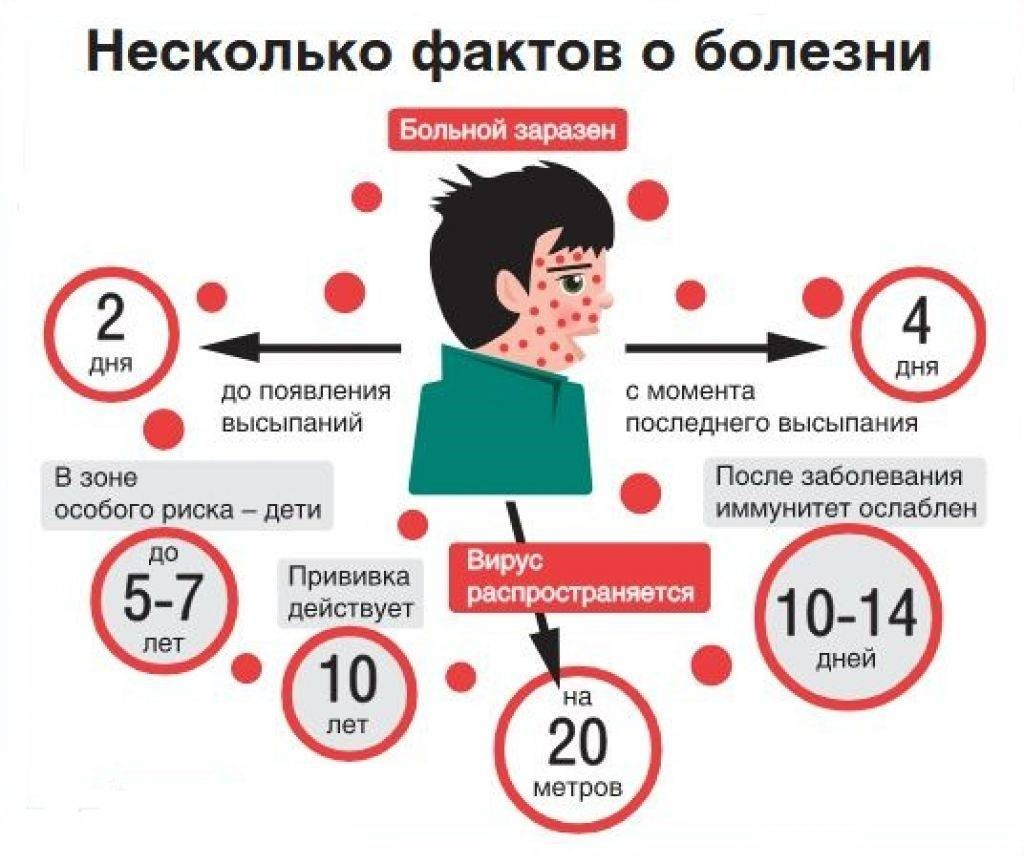 Несколько фактов о болезни
Больной заразен
2
дня
до появления
высыпаний
4
дня
с момента
последнего высыпания
В зоне
особого риска – дети
до
5-7
лет
Прививка
действует
10
лет
Вирус
распространяется
на
20
метров
После заболевания
иммунитет ослаблен
10-14
дней